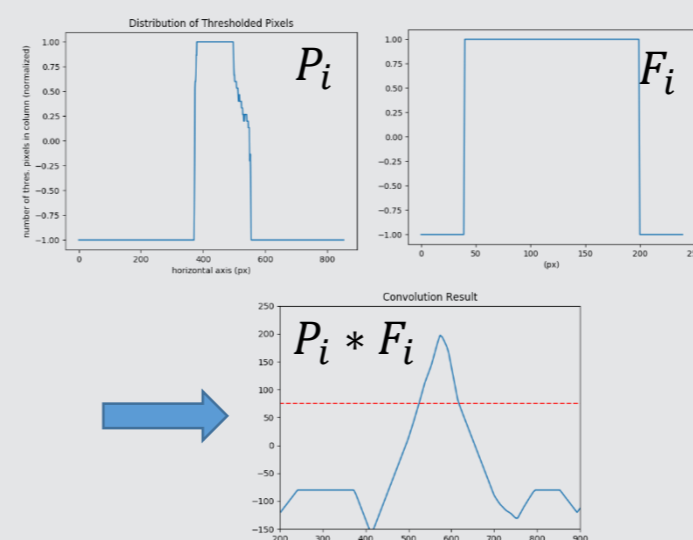 Distribution of Thresholded Pixels
number of thres. pixels in column (normalized)
1.00
0.75
0.50
0.25
0.00
−0.25
−0.50
−0.75
−1.00
P_i
0 200 400 600 800
horizontal axis (px)
1.00
0.75
0.50
0.25
0.00
−0.25
−0.50
−0.75
−1.00
F_i
0 50 100 150 200
(px)
Convolution Result
250
200
150
100
50
0
−50
−100
−150
P_i * F_i
200 300 400 500 600 700 800 900